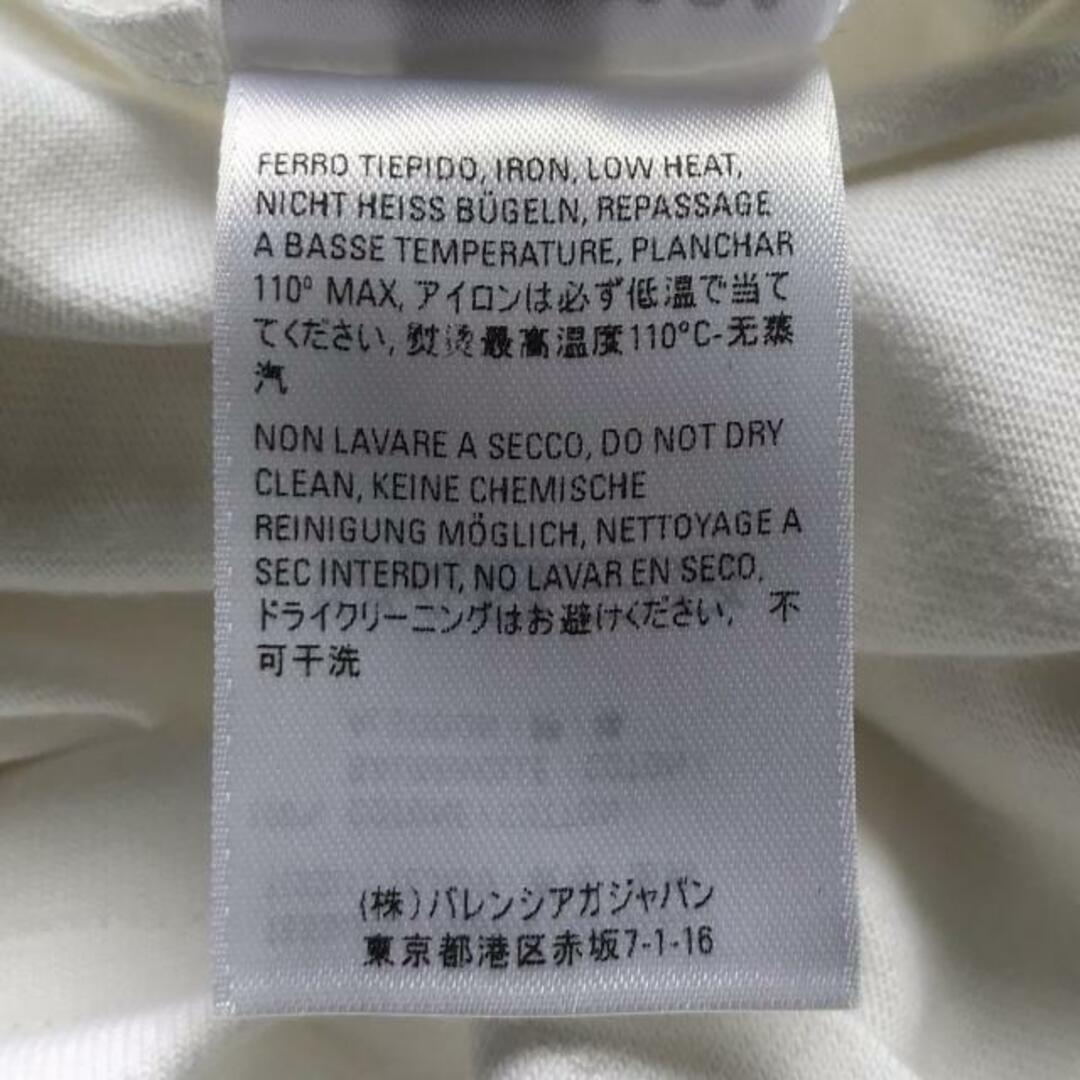 FERRO TIEPIDO, IRON, LOW HEAT,
NICHT HEISS BÜGELN, REPASSAGE
A BASSE TEMPERATURE, PLANCHAR
110º MAX, アイロンは必ず低温で当て
てください, 熨烫最高温度110°C-无蒸
汽
NON LAVARE A SECCO, DO NOT DRY
CLEAN, KEINE CHEMISCHE
REINIGUNG MÖGLICH, NETTOYAGE A
SEC INTERDIT, NO LAVAR EN SECO,
ドライクリーニングはお避けください, 不
可干洗
(株)バレンシアガジャパン
東京都港区赤坂7-1-16